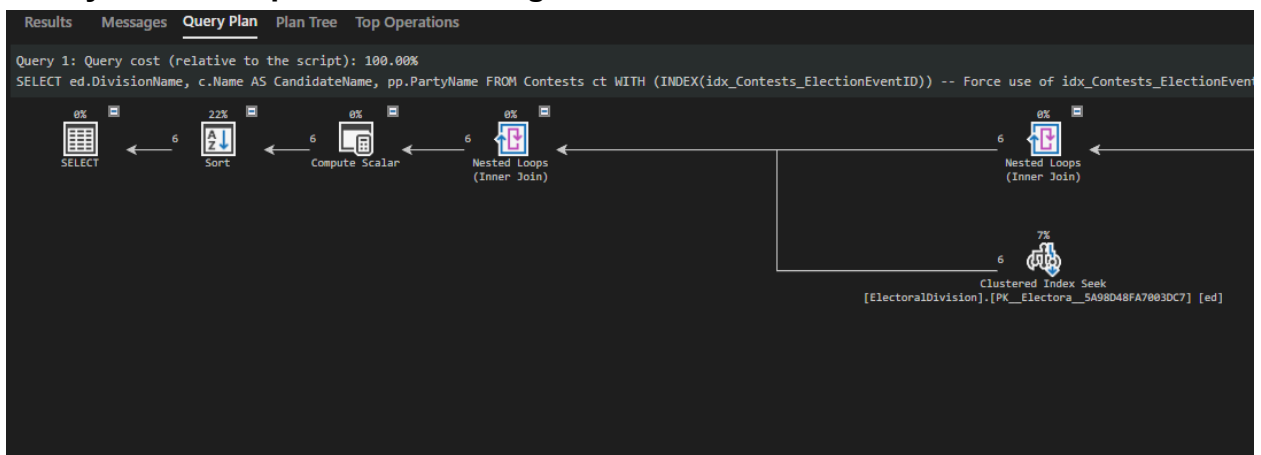 Results Messages Query Plan Plan Tree Top Operations
Query 1: Query cost (relative to the script): 100.00%
SELECT ed.DivisionName, c.Name AS CandidateName, pp.PartyName FROM Contests ct WITH (INDEX(idx_Contests_ElectionEventID)) -- Force use of idx_Contests_ElectionEvent
0% 22% 0% 0% 0%
6 6 6 6
SELECT Sort Compute Scalar Nested Loops Nested Loops
(Inner Join) (Inner Join)
7%
6
Clustered Index Seek
[ElectoralDivision].[PK__Electora__5A98D48FA7003DC7] [ed]